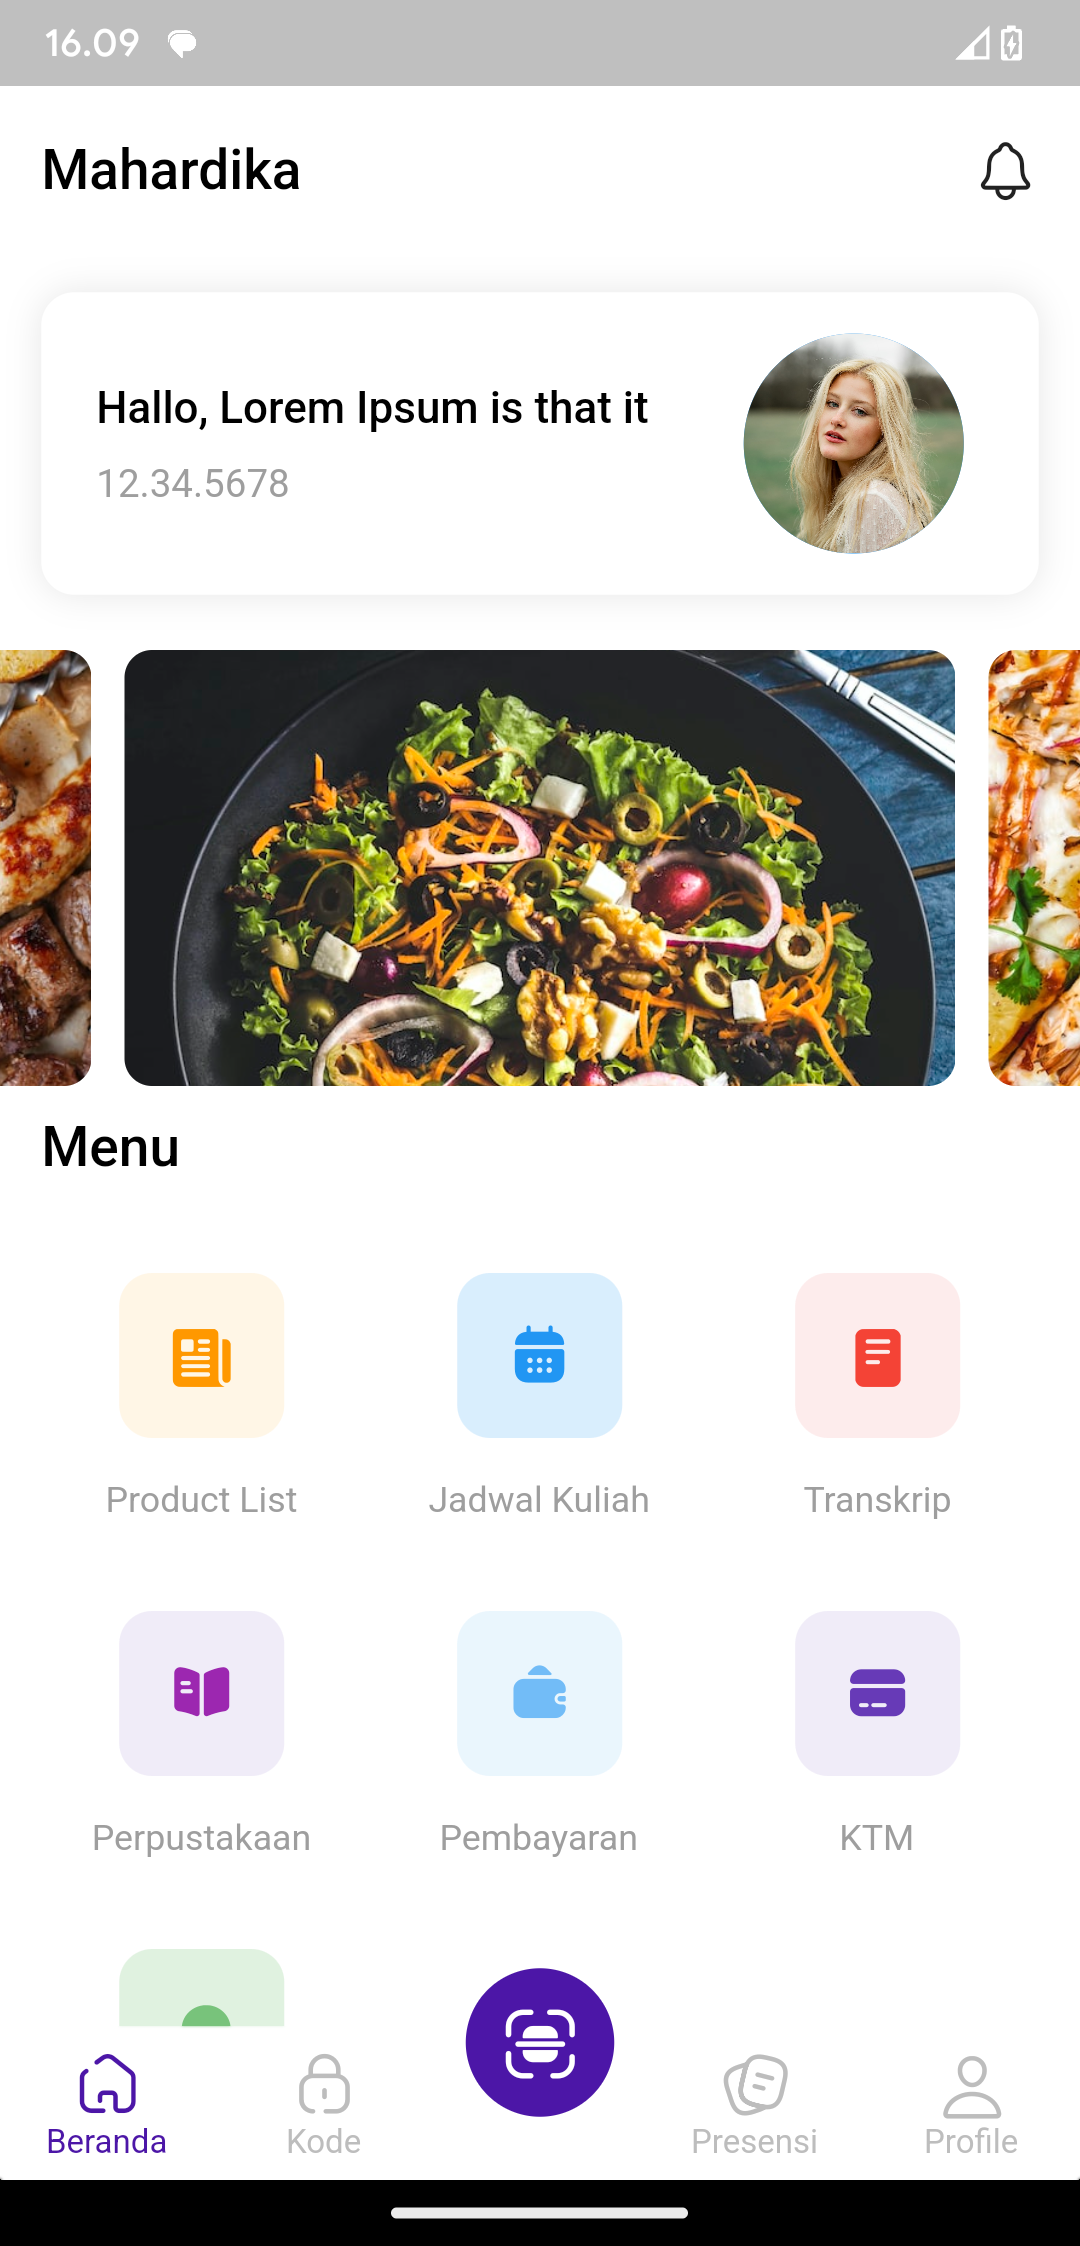 16.09
Mahardika
Hallo, Lorem Ipsum is that it
12.34.5678
Menu
Product List
Jadwal Kuliah
Transkrip
Perpustakaan
Pembayaran
KTM
Beranda
Kode
Presensi
Profile